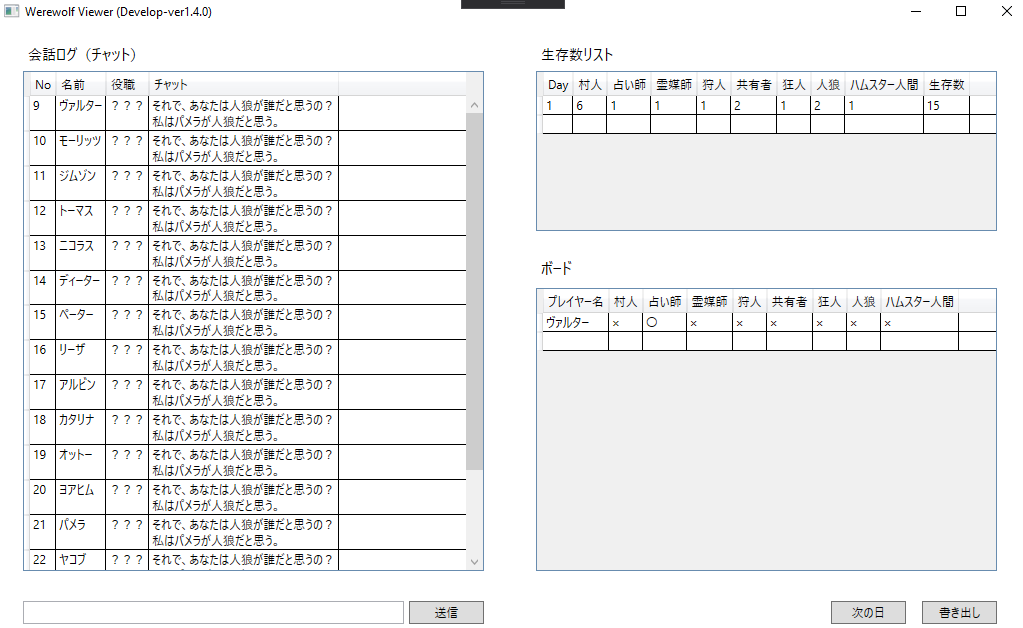 Werewolf Viewer (Develop-ver1.4.0)
会話ログ（チャット）
No 名前 役職 チャット
9 ヴァルター ？？？ それで、あなたは人狼が誰だと思うの？
私はパメラが人狼だと思う。
10 モーリッツ ？？？ それで、あなたは人狼が誰だと思うの？
私はパメラが人狼だと思う。
11 ジムゾン ？？？ それで、あなたは人狼が誰だと思うの？
私はパメラが人狼だと思う。
12 トーマス ？？？ それで、あなたは人狼が誰だと思うの？
私はパメラが人狼だと思う。
13 ニコラス ？？？ それで、あなたは人狼が誰だと思うの？
私はパメラが人狼だと思う。
14 ディーター ？？？ それで、あなたは人狼が誰だと思うの？
私はパメラが人狼だと思う。
15 ペーター ？？？ それで、あなたは人狼が誰だと思うの？
私はパメラが人狼だと思う。
16 リーザ ？？？ それで、あなたは人狼が誰だと思うの？
私はパメラが人狼だと思う。
17 アルビン ？？？ それで、あなたは人狼が誰だと思うの？
私はパメラが人狼だと思う。
18 カタリナ ？？？ それで、あなたは人狼が誰だと思うの？
私はパメラが人狼だと思う。
19 オットー ？？？ それで、あなたは人狼が誰だと思うの？
私はパメラが人狼だと思う。
20 ヨアヒム ？？？ それで、あなたは人狼が誰だと思うの？
私はパメラが人狼だと思う。
21 パメラ ？？？ それで、あなたは人狼が誰だと思うの？
私はパメラが人狼だと思う。
22 ヤコブ ？？？ それで、あなたは人狼が誰だと思うの？
送信
生存数リスト
Day 村人 占い師 霊媒師 狩人 共有者 狂人 人狼 ハムスター人間 生存数
1 6 1 1 1 2 1 2 1 15
ボード
プレイヤー名 村人 占い師 霊媒師 狩人 共有者 狂人 人狼 ハムスター人間
ヴァルター × 〇 × × × × × ×
次の日 書き出し